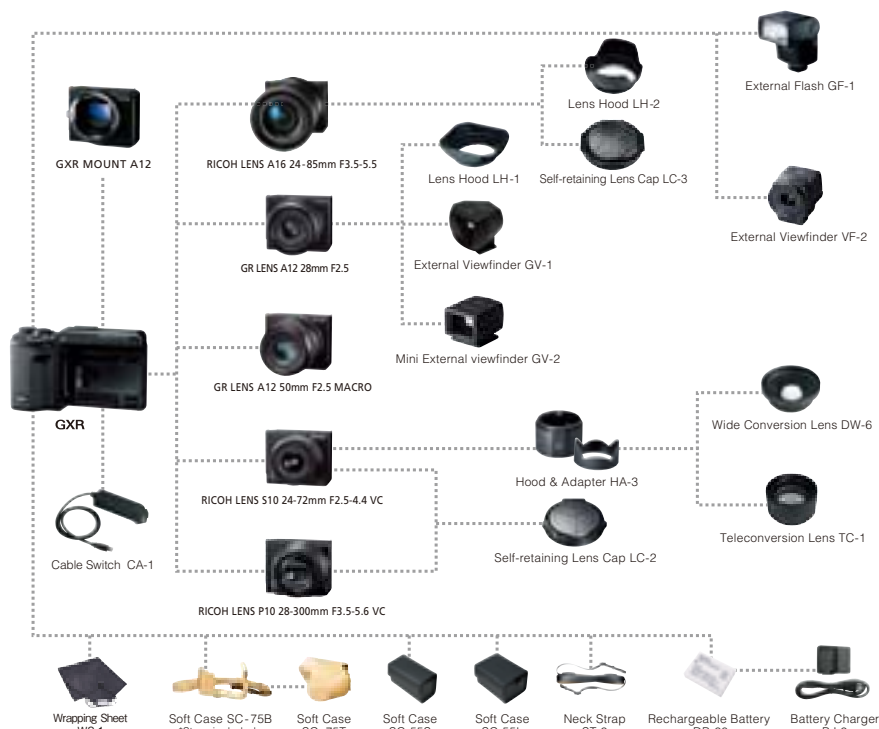 External Flash GF-1
Lens Hood LH-2
GXR MOUNT A12
RICOH LENS A16 24-85mm F3.5-5.5
Lens Hood LH-1
Self-retaining Lens Cap LC-3
External Viewfinder VF-2
GR LENS A12 28mm F2.5
External Viewfinder GV-1
Mini External viewfinder GV-2
GR LENS A12 50mm F2.5 MACRO
GXR
Wide Conversion Lens DW-6
RICOH LENS S10 24-72mm F2.5-4.4 VC
Hood & Adapter HA-3
Teleconversion Lens TC-1
Cable Switch CA-1
Self-retaining Lens Cap LC-2
RICOH LENS P10 28-300mm F3.5-5.6 VC
Wrapping Sheet
Soft Case SC-75B
Soft Case
Soft Case
Soft Case
Neck Strap
Rechargeable Battery
Battery Charger